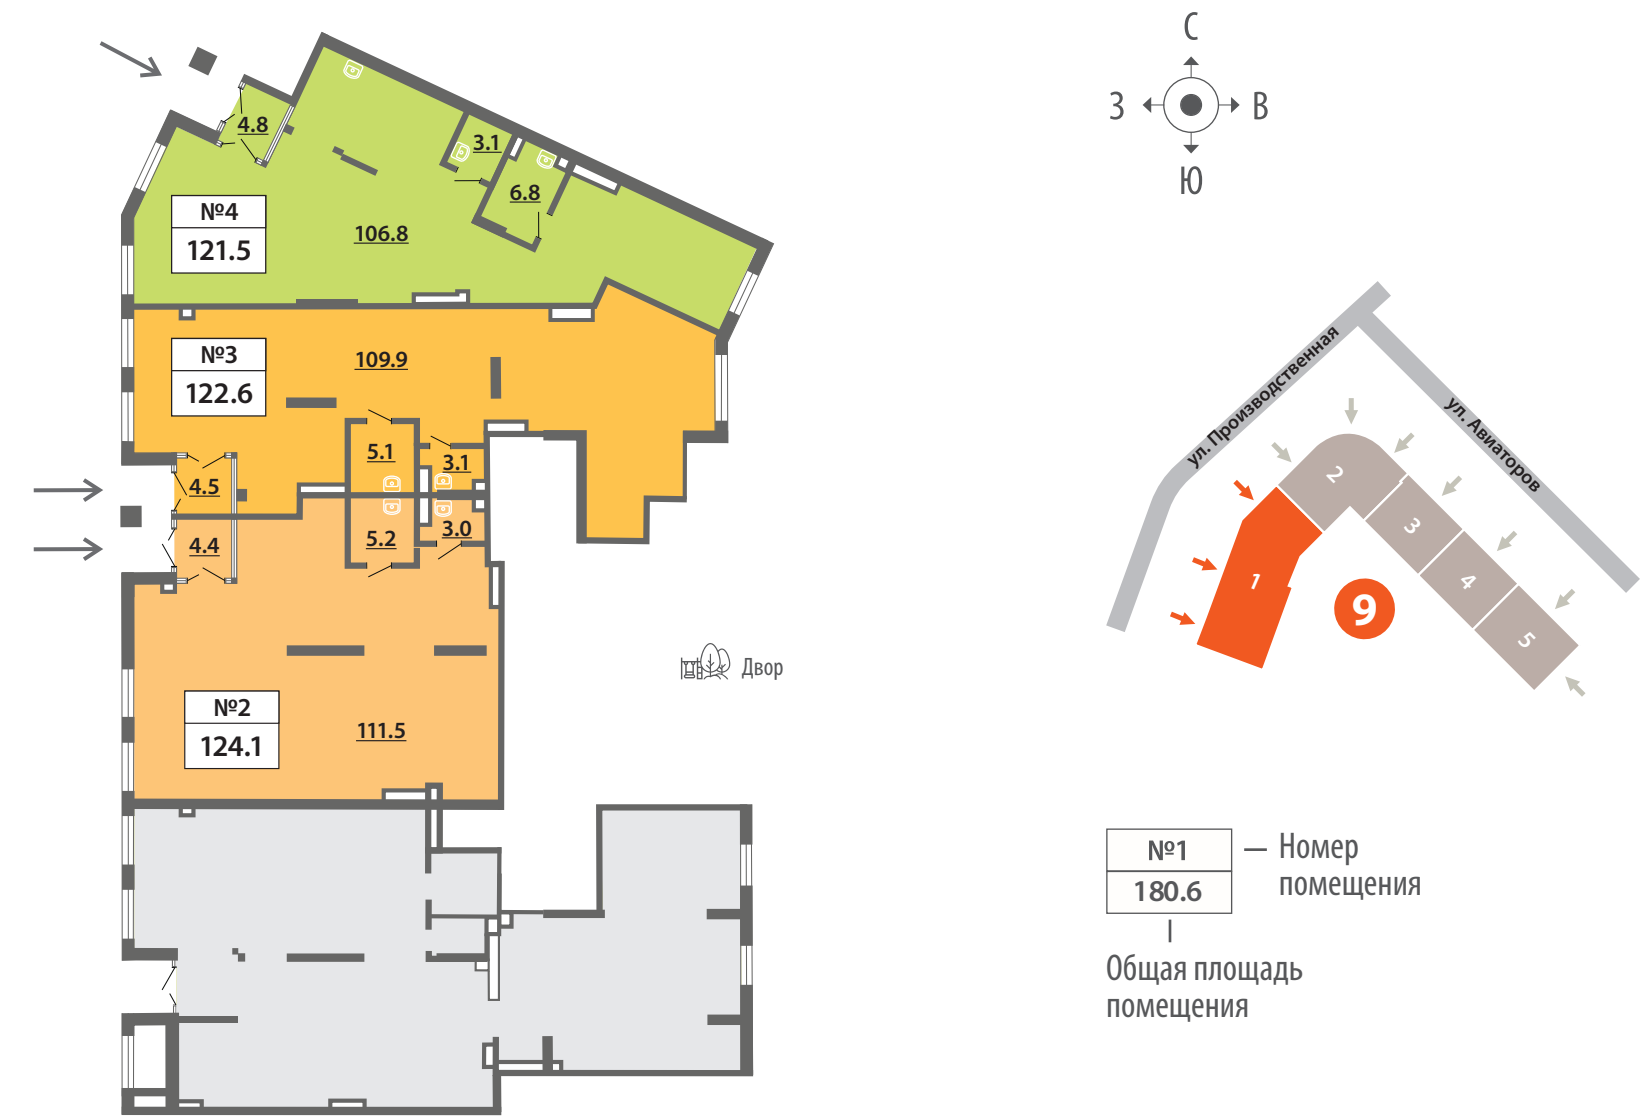 С
З
В
Ю
4.8
3.1
6.8
№4
121.5
106.8
№3
122.6
109.9
5.1
3.1
4.5
4.4
5.2
3.0
№2
124.1
111.5
Двор
ул. Производственная
ул. Авиаторов
1
2
3
4
5
9
№1
180.6
Номер
помещения
Общая площадь
помещения